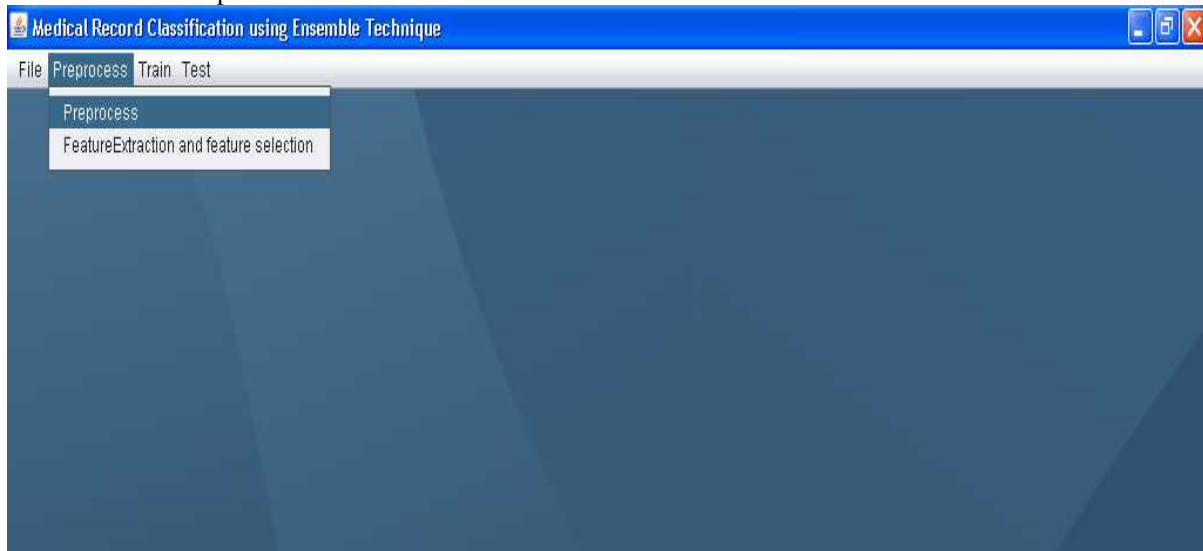 Medical Record Classification using Ensemble Technique
File Preprocess Train Test
Preprocess
FeatureExtraction and feature selection